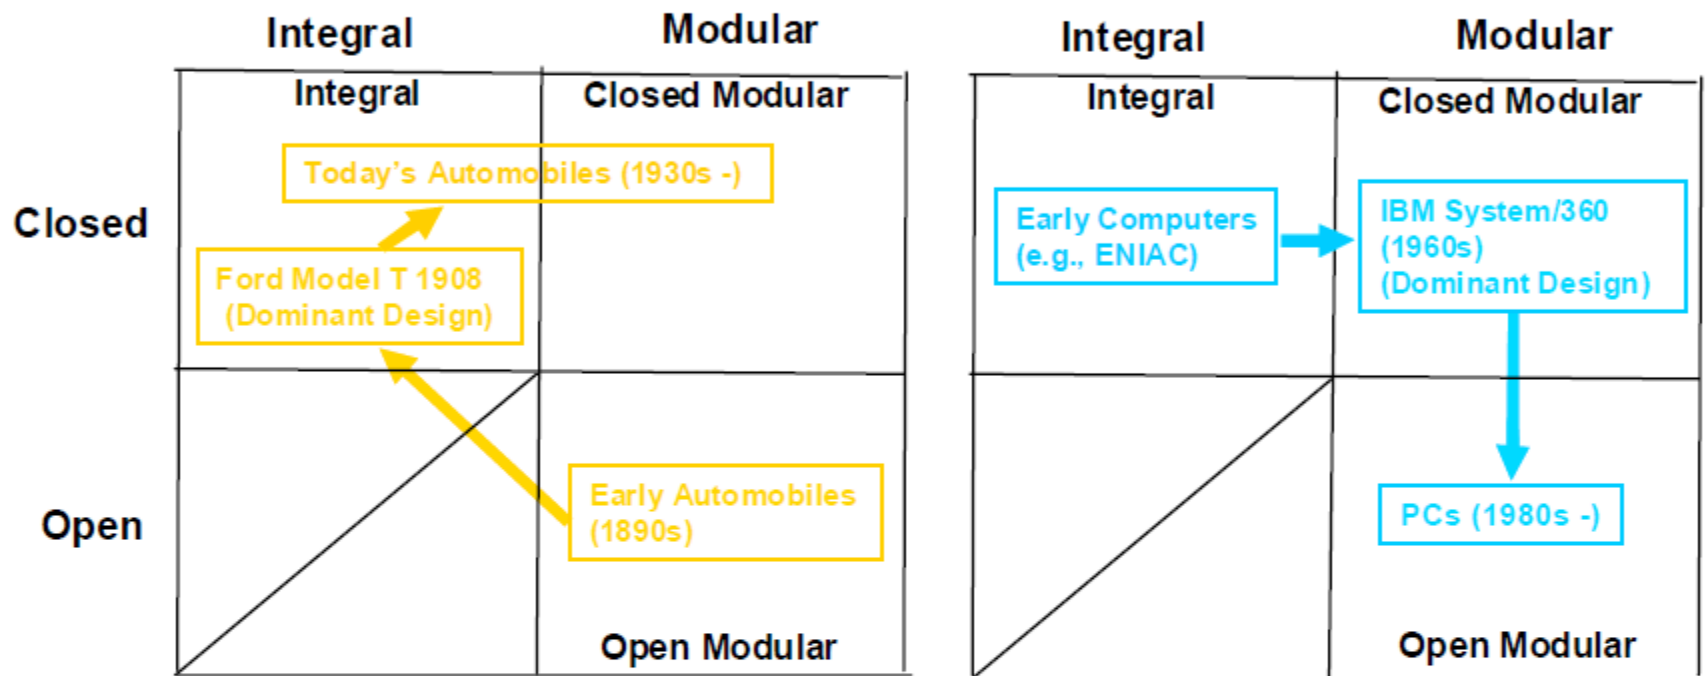 Integral
Modular
Integral
Closed Modular
Closed
Today's Automobiles (1930s -)
Ford Model T 1908
(Dominant Design)
Open
Early Automobiles
(1890s)
Open Modular
Integral
Modular
Integral
Closed Modular
Early Computers
(e.g., ENIAC)
IBM System/360
(1960s)
(Dominant Design)
PCs (1980s -)
Open Modular